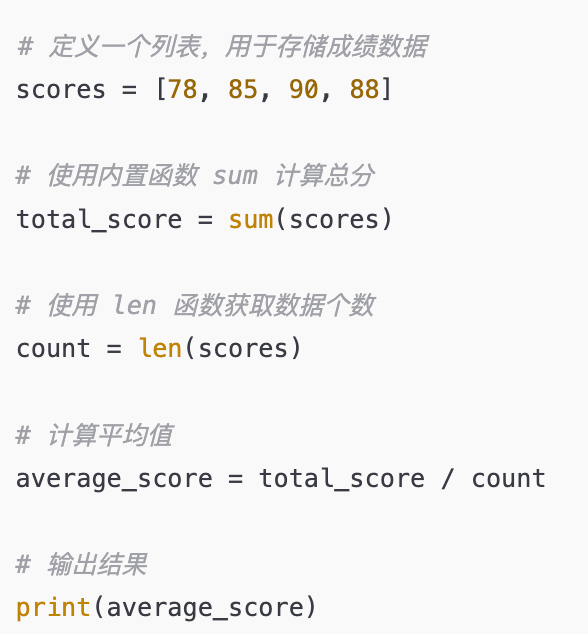 # 定义一个列表，用于存储成绩数据
scores = [78, 85, 90, 88]
# 使用内置函数 sum 计算总分
total_score = sum(scores)
# 使用 len 函数获取数据个数
count = len(scores)
# 计算平均值
average_score = total_score / count
# 输出结果
print(average_score)